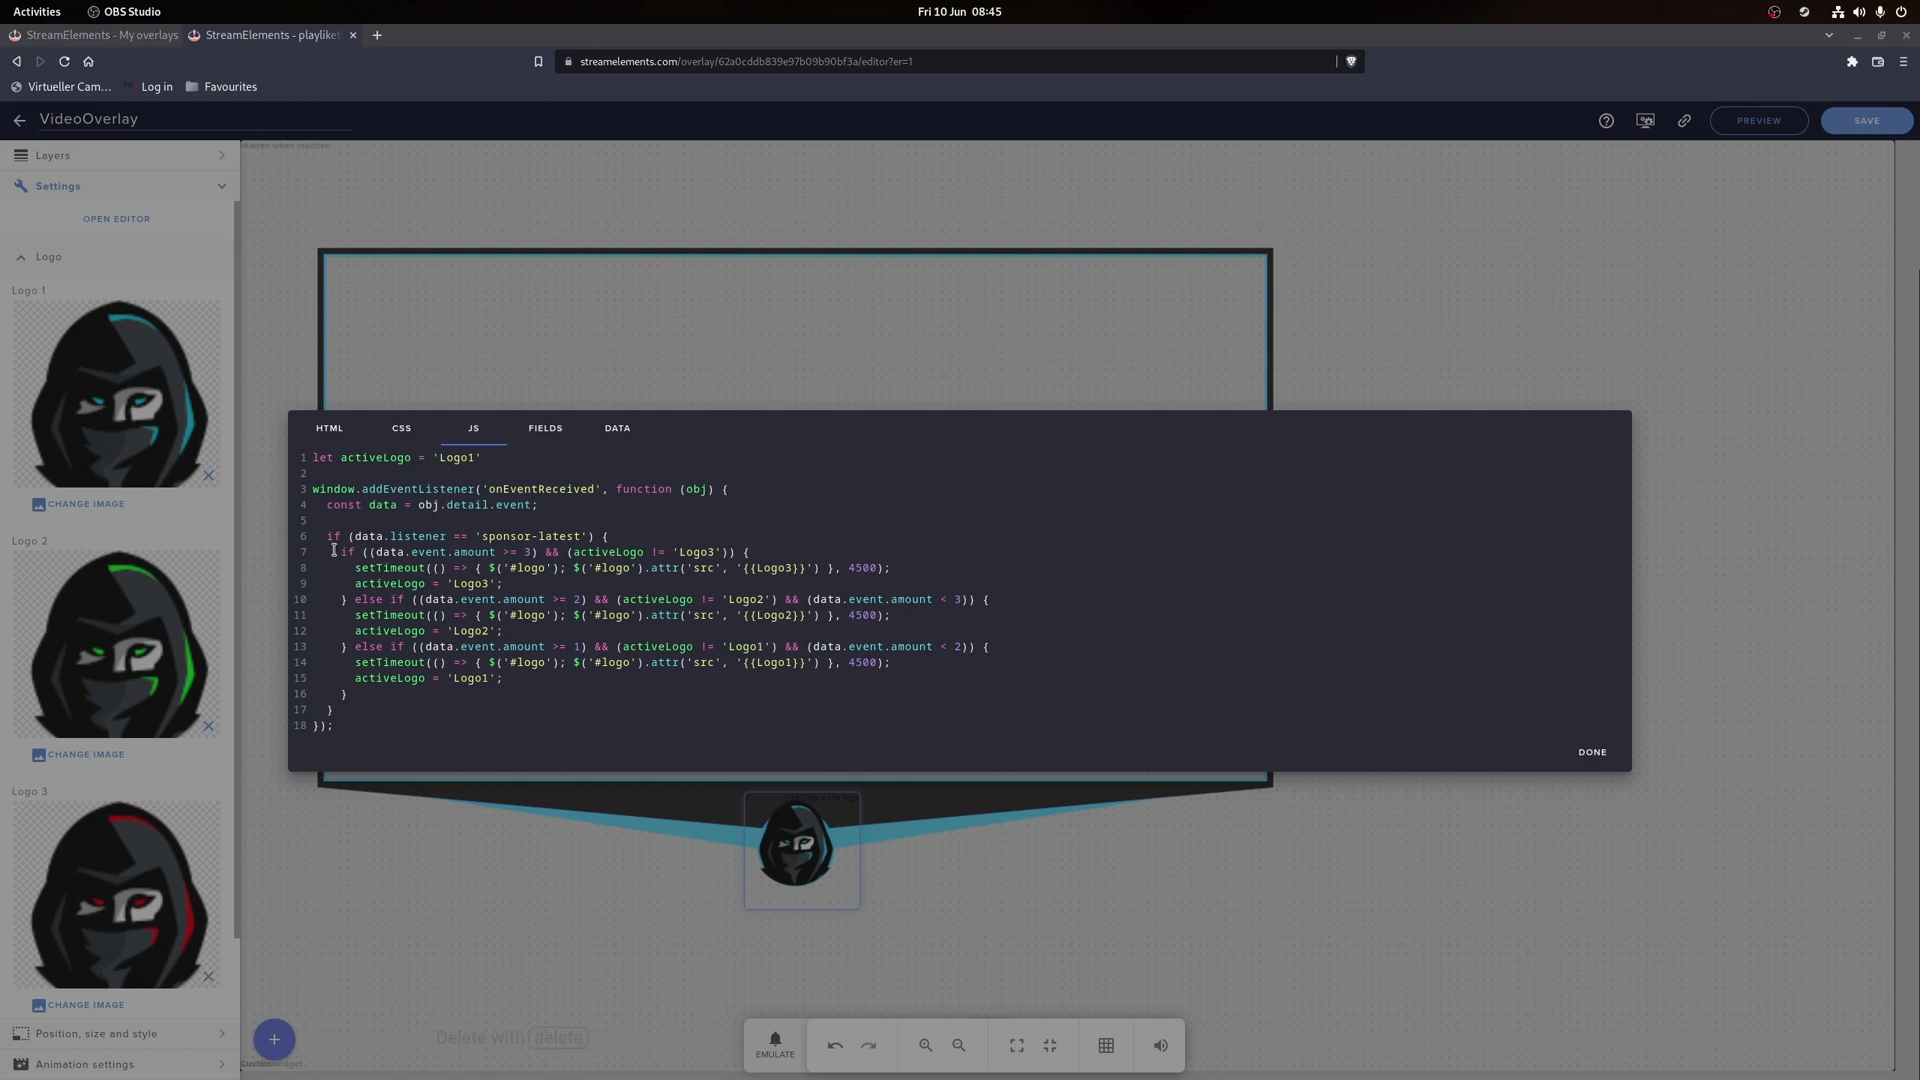 Activities
OBS Studio
Fri 10 Jun 08:45
StreamElements - My overlays
StreamElements - playliket
streamelements.com/overlay/62a0cddb839e97b09b90bf3a/editor?er=1
Virtueller Cam...
Log in
Favourites
VideoOverlay
PREVIEW
SAVE
Layers
Hidden when inactive
Settings
OPEN EDITOR
Logo
Logo 1
CHANGE IMAGE
Logo 2
CHANGE IMAGE
Logo 3
CHANGE IMAGE
Position, size and style
Animation settings
HTML
CSS
JS
FIELDS
DATA
1 let activeLogo = 'Logo1'
2
3 window.addEventListener('onEventReceived', function (obj) {
4 const data = obj.detail.event;
5
6 if (data.listener == 'sponsor-latest') {
7 if ((data.event.amount >= 3) && (activeLogo != 'Logo3')) {
8 setTimeout(() => { $('#logo'); $('#logo').attr('src', '{{Logo3}}') }, 4500);
9 activeLogo = 'Logo3';
10 } else if ((data.event.amount >= 2) && (activeLogo != 'Logo2') && (data.event.amount < 3)) {
11 setTimeout(() => { $('#logo'); $('#logo').attr('src', '{{Logo2}}') }, 4500);
12 activeLogo = 'Logo2';
13 } else if ((data.event.amount >= 1) && (activeLogo != 'Logo1') && (data.event.amount < 2)) {
14 setTimeout(() => { $('#logo'); $('#logo').attr('src', '{{Logo1}}') }, 4500);
15 activeLogo = 'Logo1';
16 }
17 }
18 });
DONE
Delete with delete
EMULATE